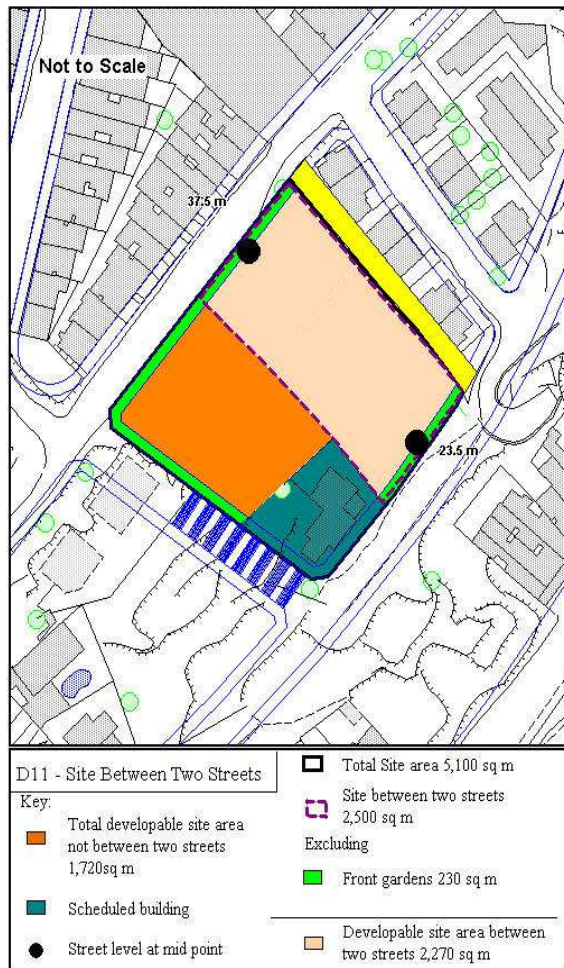 Not to Scale
37.5 m
23.5 m
D11 - Site Between Two Streets
Key:
Total developable site area
not between two streets
1,720sq m
Scheduled building
Street level at mid point
Total Site area 5,100 sq m
Site between two streets
2,500 sq m
Excluding
Front gardens 230 sq m
Developable site area between
two streets 2,270 sq m